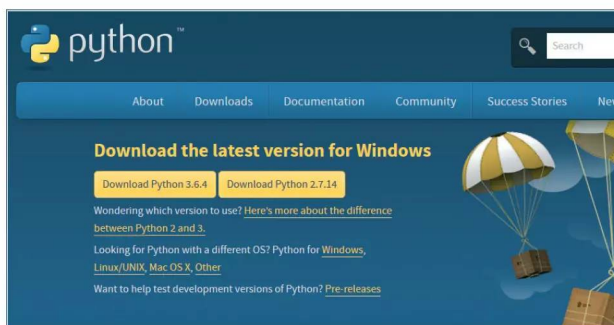 python™
Search
About Downloads Documentation Community Success Stories
Download the latest version for Windows
Download Python 3.6.4 Download Python 2.7.14
Wondering which version to use? Here's more about the difference
between Python 2 and 3.
Looking for Python with a different OS? Python for Windows,
Linux/UNIX, Mac OS X, Other
Want to help test development versions of Python? Pre-releases